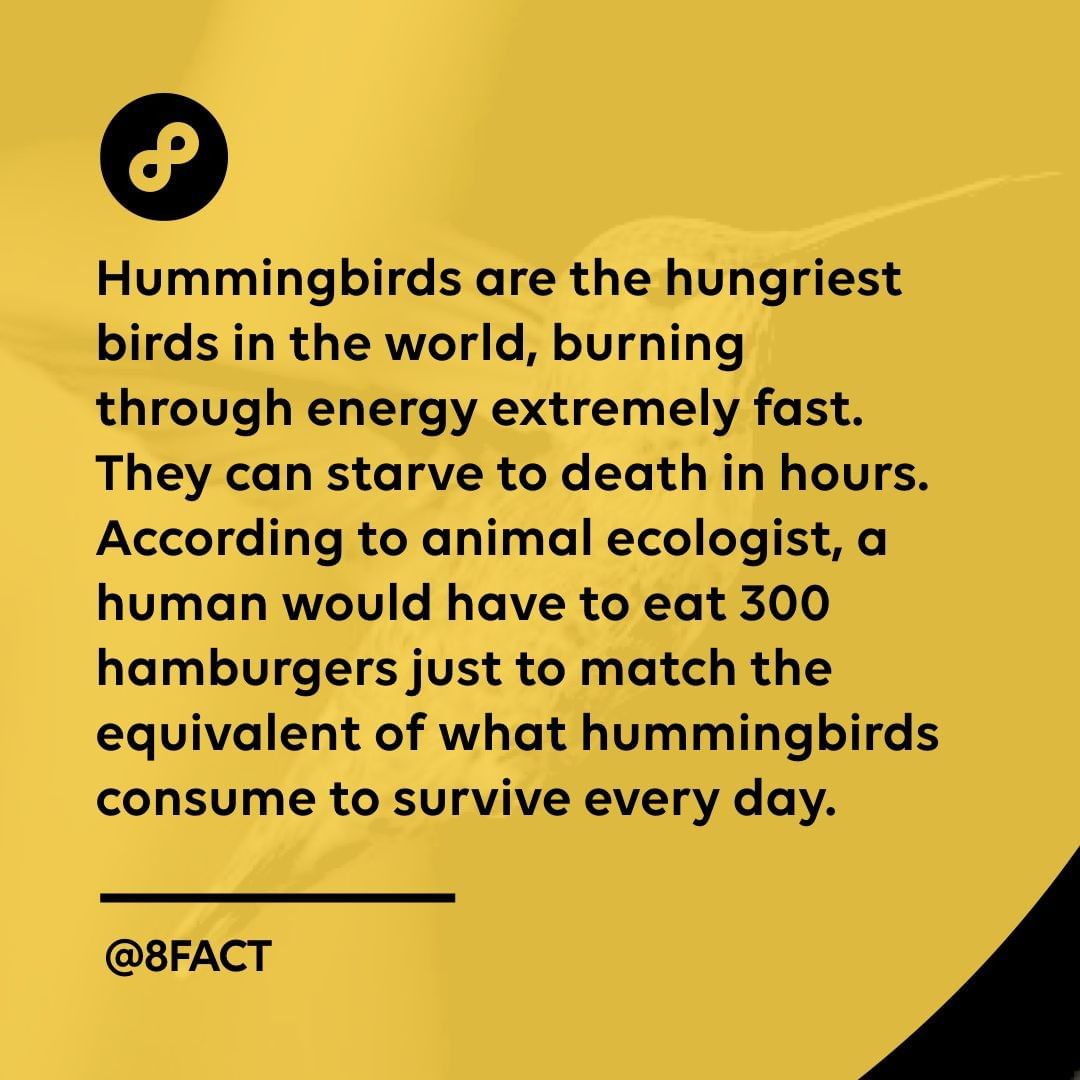 Hummingbirds are the hungriest
birds in the world, burning
through energy extremely fast.
They can starve to death in hours.
According to animal ecologist, a
human would have to eat 300
hamburgers just to match the
equivalent of what hummingbirds
consume to survive every day.
@8FACT